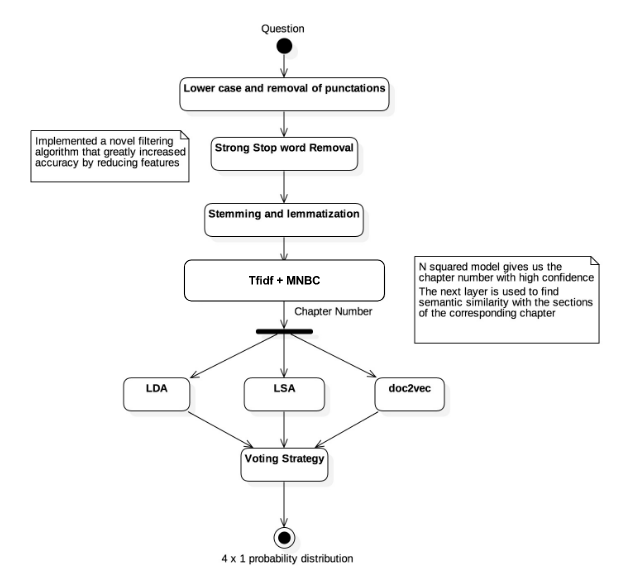 Question
Lower case and removal of punctations
Implemented a novel filtering
algorithm that greatly increased
accuracy by reducing features
Strong Stop word Removal
Stemming and lemmatization
Tfidf + MNBC
N squared model gives us the
chapter number with high confidence
The next layer is used to find
semantic similarity with the sections
of the corresponding chapter
Chapter Number
LDA
LSA
doc2vec
Voting Strategy
4 x 1 probability distribution